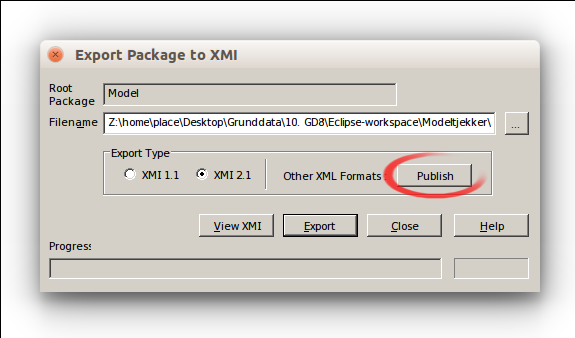 Export Package to XMI
Root
Package
Model
Filename
Z:\home\place\Desktop\Grunddata\10. GD8\Eclipse-workspace\Modeltjekker\
...
Export Type
XMI 1.1
XMI 2.1
Other XML Formats
Publish
View XMI
Export
Close
Help
Progress